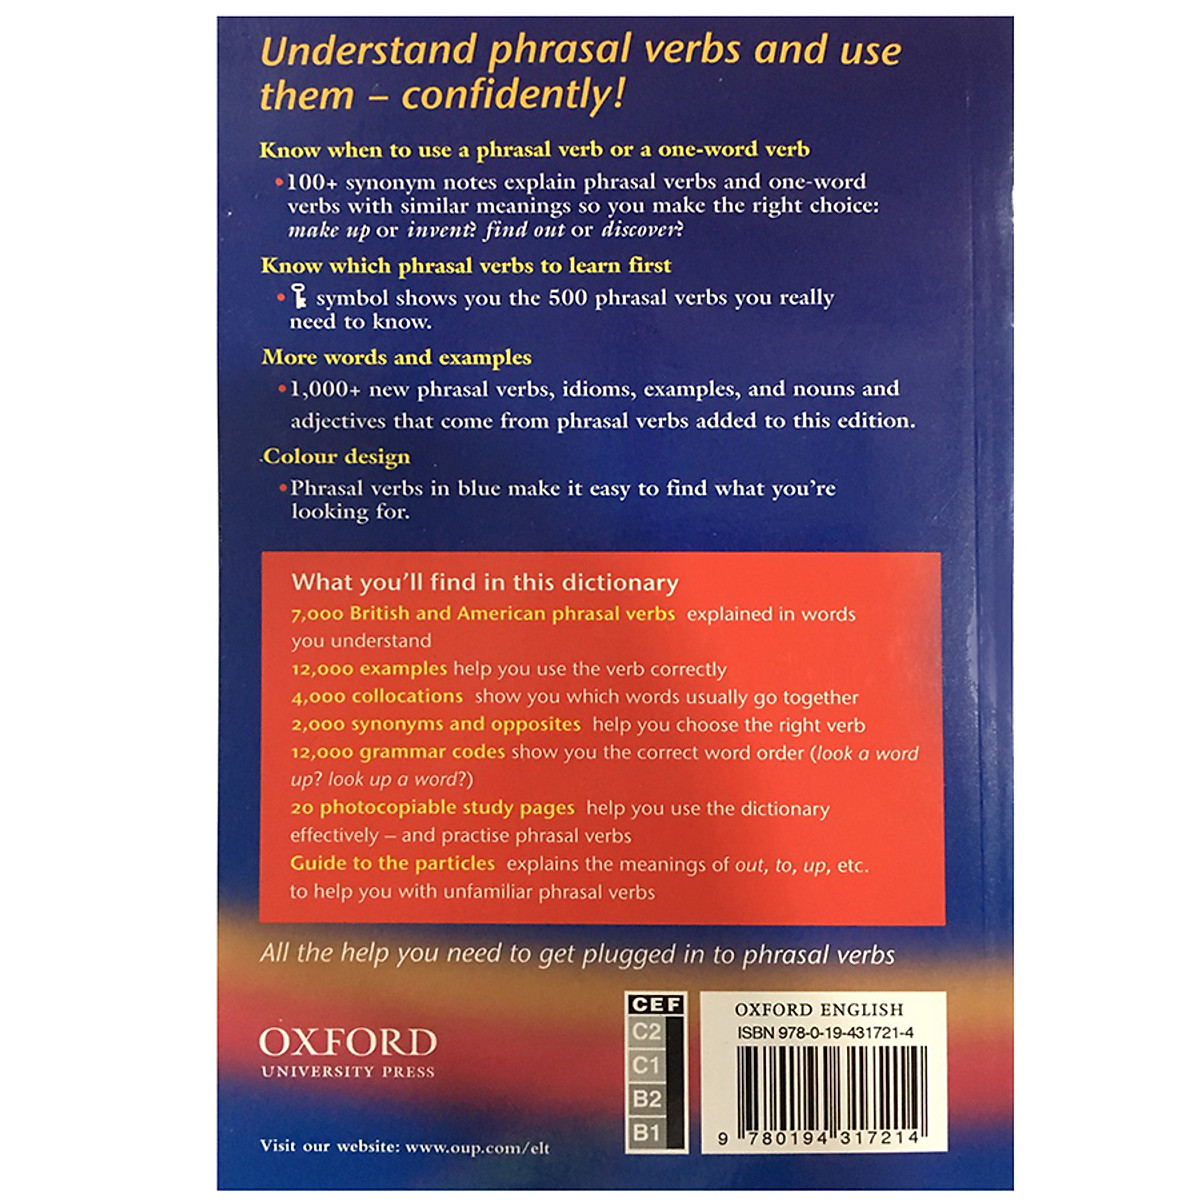 Understand phrasal verbs and use
them – confidently!
Know when to use a phrasal verb or a one-word verb
•100+ synonym notes explain phrasal verbs and one-word
verbs with similar meanings so you make the right choice:
make up or invent? find out or discover?
Know which phrasal verbs to learn first
• symbol shows you the 500 phrasal verbs you really
need to know.
More words and examples
•1,000+ new phrasal verbs, idioms, examples, and nouns and
adjectives that come from phrasal verbs added to this edition.
Colour design
•Phrasal verbs in blue make it easy to find what you're
looking for.
What you'll find in this dictionary
7,000 British and American phrasal verbs explained in words
you understand
12,000 examples help you use the verb correctly
4,000 collocations show you which words usually go together
2,000 synonyms and opposites help you choose the right verb
12,000 grammar codes show you the correct word order (look a word
up? look up a word?)
20 photocopiable study pages help you use the dictionary
effectively – and practise phrasal verbs
Guide to the particles explains the meanings of out, to, up, etc.
to help you with unfamiliar phrasal verbs
All the help you need to get plugged in to phrasal verbs
OXFORD
UNIVERSITY PRESS
Visit our website: www.oup.com/elt
CEF
C2
C1
B2
B1
OXFORD ENGLISH
ISBN 978-0-19-431721-4
9 780194 317214